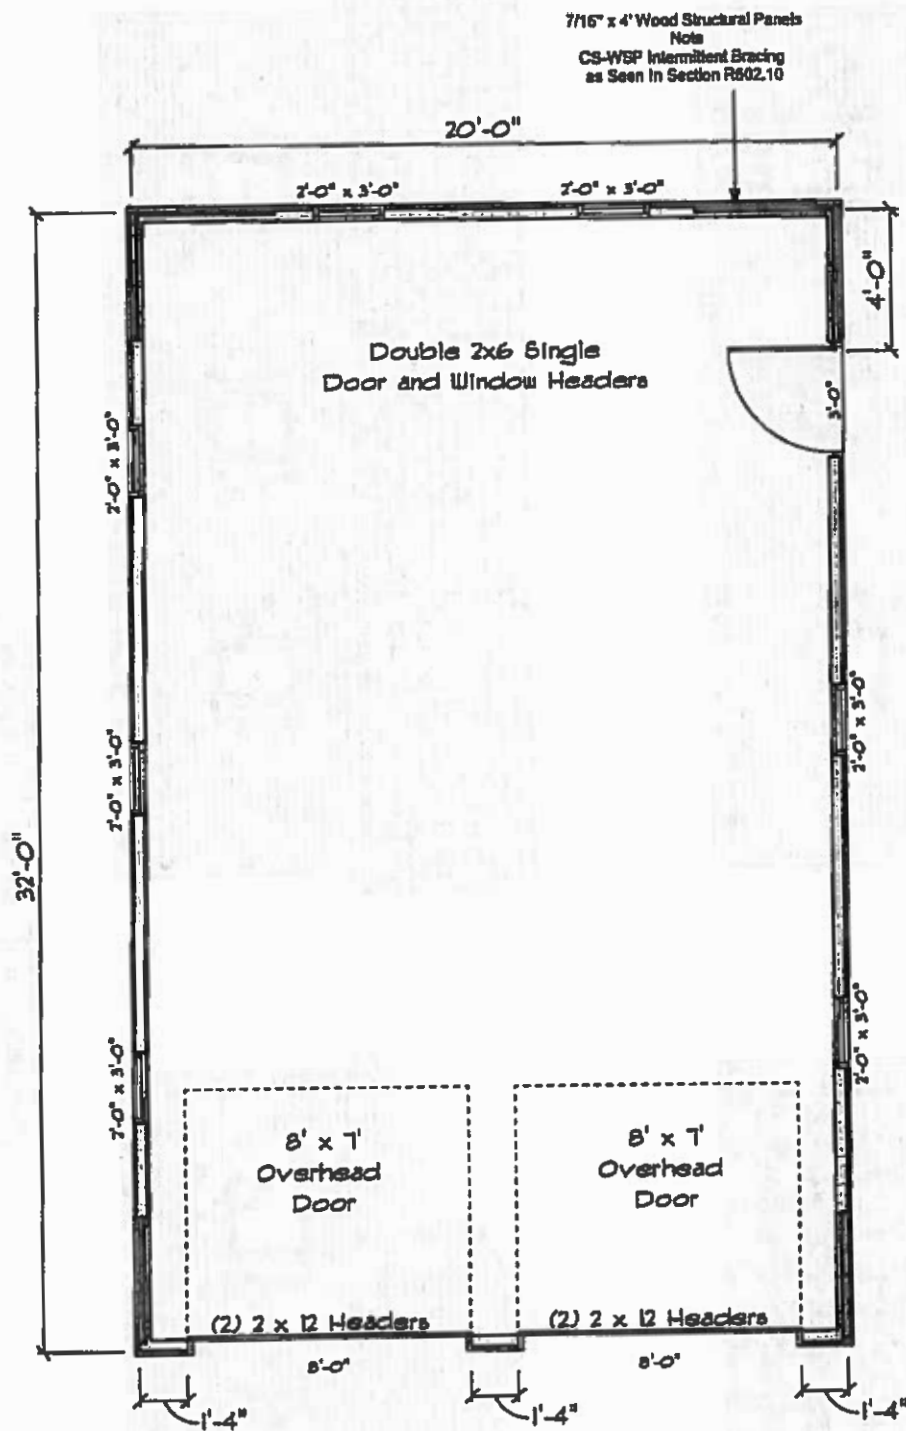 7/16" x 4' Wood Structural Panels
Note
CS-WSP Intermittent Bracing
as Seen In Section R602.10
20'-0"
2'-0" x 3'-0"
2'-0" x 3'-0"
4'-0"
Double 2x6 Single
Door and Window Headers
3'-0"
2'-0" x 3'-0"
2'-0" x 3'-0"
2'-0" x 3'-0"
32'-0"
2'-0" x 3'-0"
2'-0" x 3'-0"
8' x 7'
Overhead
Door
8' x 7'
Overhead
Door
(2) 2 x 12 Headers
(2) 2 x 12 Headers
8'-0"
8'-0"
1'-4"
1'-4"
1'-4"